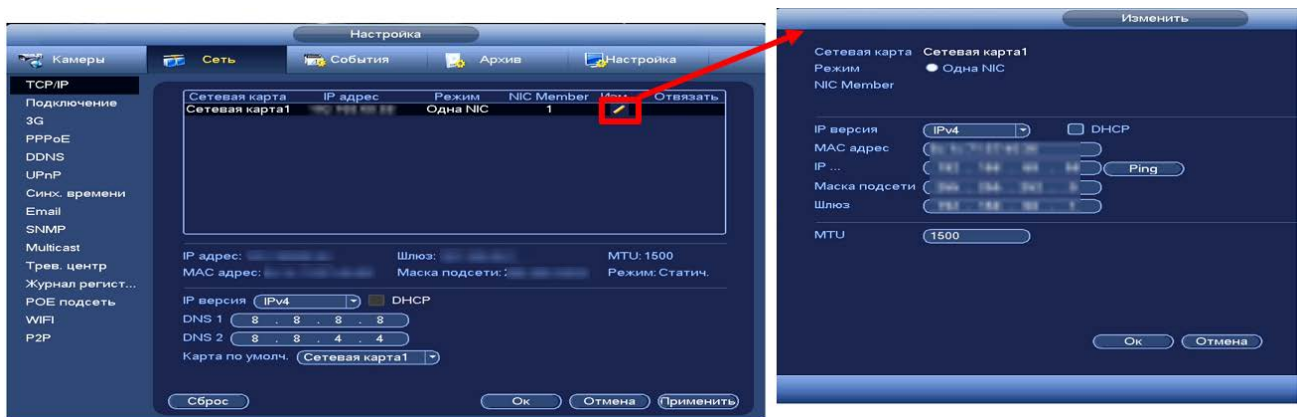 Настройка
Камеры Сеть События Архив Настройка
TCP/IP
Подключение
3G
PPPoE
DDNS
UPnP
Синх. времени
Email
SNMP
Multicast
Трев. центр
Журнал регист...
POE подсеть
WIFI
P2P
Сетевая карта IP адрес Режим NIC Member Изм. Отвязать
Сетевая карта1 Одна NIC 1
IP адрес: Шлюз: MTU: 1500
MAC адрес: Маска подсети: Режим: Статич.
IP версия IPv4 DHCP
DNS 1 8 . 8 . 8 . 8
DNS 2 8 . 8 . 4 . 4
Карта по умолч. Сетевая карта1
Сброс Ок Отмена Применить
Изменить
Сетевая карта Сетевая карта1
Режим Одна NIC
NIC Member
IP версия IPv4 DHCP
MAC адрес
IP ... Ping
Маска подсети
Шлюз
MTU 1500
Ок Отмена